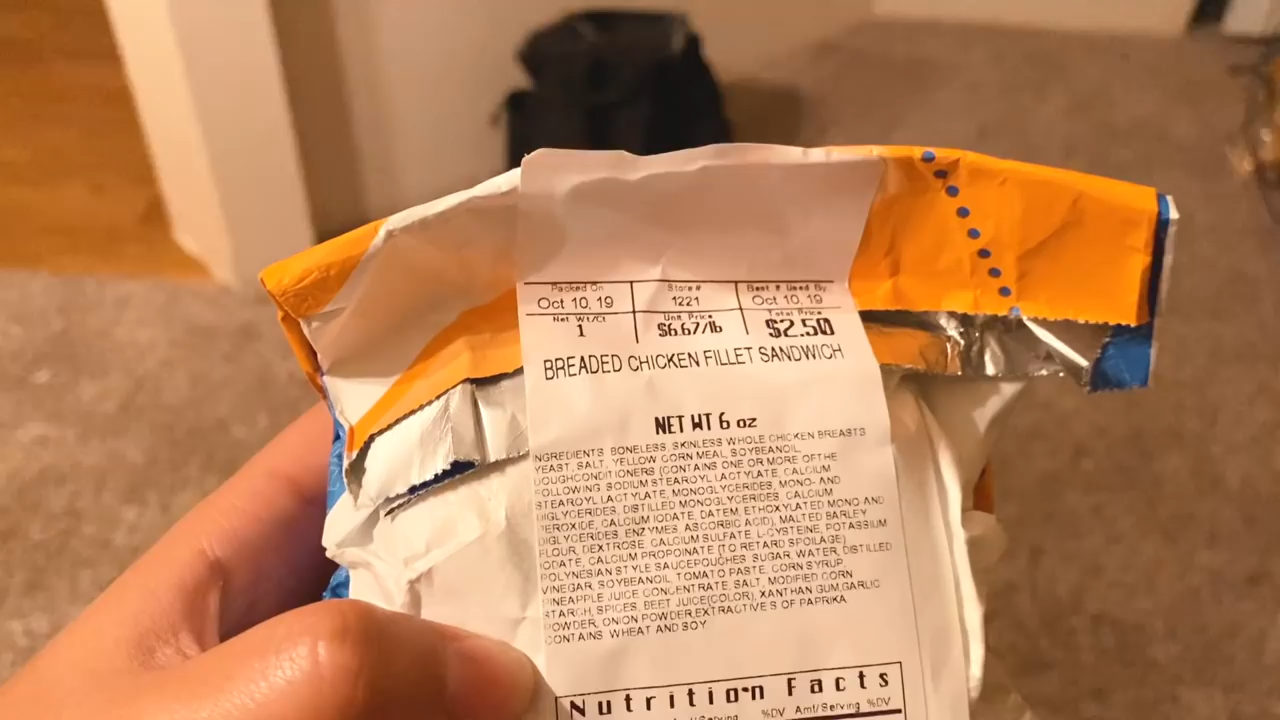 Packed On Store# Best if Used By
Oct 10, 19 1221 Oct 10, 19
Net Wt/Ct Unit Price Total Price
1 $6.67/lb $2.50
BREADED CHICKEN FILLET SANDWICH
NET WT 6 oz
INGREDIENTS BONELESS, SKINLESS WHOLE CHICKEN BREASTS
YEAST, SALT, YELLOW CORN MEAL, SOYBEANOIL,
DOUGHCONDITIONERS (CONTAINS ONE OR MORE OFTHE
FOLLOWING SODIUM STEAROYL LACTYLATE, CALCIUM
STEAROYL LACTYLATE, MONOGLYCERIDES, MONO- AND
DIGLYCERIDES, DISTILLED MONOGLYCERIDES, CALCIUM
PEROXIDE, CALCIUM IODATE, DATEM, ETHOXYLATED MONO-AND
DIGLYCERIDES, ENZYMES, ASCORBIC ACID), MALTED BARLEY
FLOUR, DEXTROSE, CALCIUM SULFATE, L-CYSTEINE, POTASSIUM
IODATE, CALCIUM PROPOINATE (TO RETARD SPOILAGE)
POLYNESIAN STYLE SAUCEPOUCHES SUGAR, WATER, DISTILLED
VINEGAR, SOYBEANOIL, TOMATO PASTE, CORN SYRUP,
PINEAPPLE JUICE CONCENTRATE, SALT, MODIFIED CORN
STARCH, SPICES, BEET JUICE(COLOR), XANTHAN GUM,GARLIC
POWDER, ONION POWDER,EXTRACTIVES OF PAPRIKA
CONTAINS WHEAT AND SOY
Nutrition Facts
%DV Amt/Serving %DV